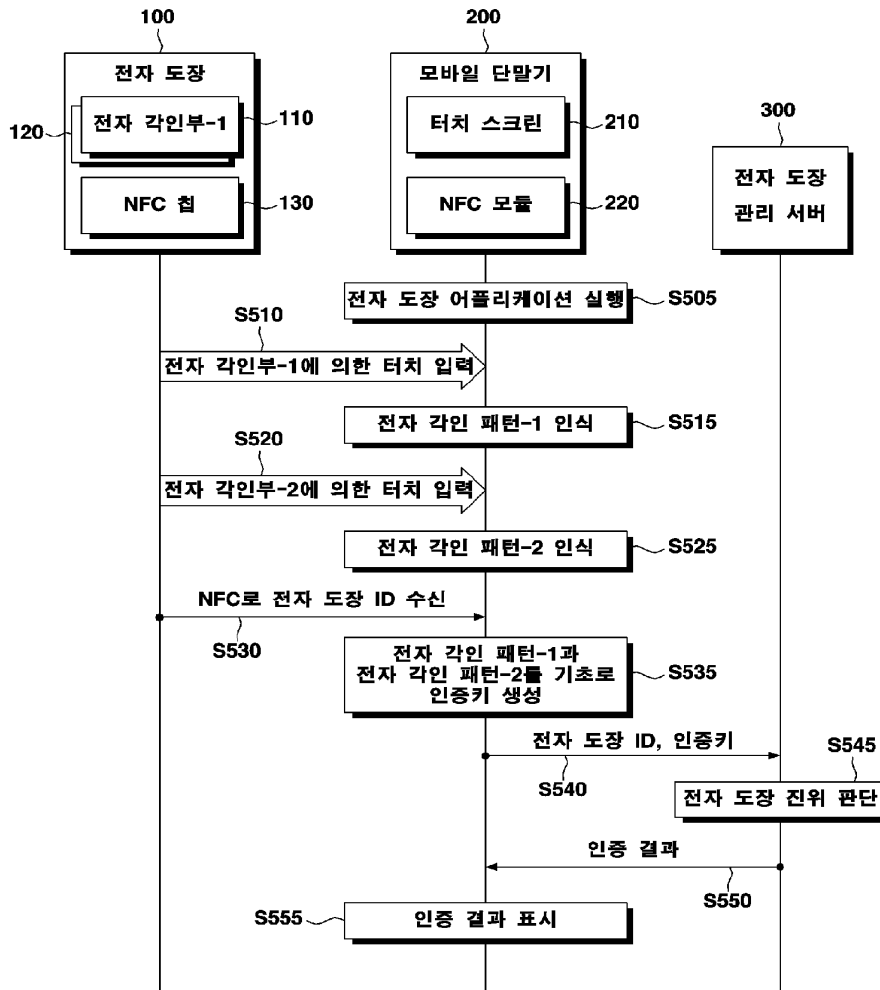 100
200
전자 도장
모바일 단말기
120
전자 각인부-1
110
터치 스크린
210
300
NFC 칩
130
NFC 모듈
220
전자 도장
관리 서버
전자 도장 어플리케이션 실행
S505
S510
전자 각인부-1에 의한 터치 입력
전자 각인 패턴-1 인식
S515
S520
전자 각인부-2에 의한 터치 입력
전자 각인 패턴-2 인식
S525
NFC로 전자 도장 ID 수신
S530
전자 각인 패턴-1과
전자 각인 패턴-2를 기초로
인증키 생성
S535
전자 도장 ID, 인증키
S540
S545
전자 도장 진위 판단
인증 결과
S550
S555
인증 결과 표시